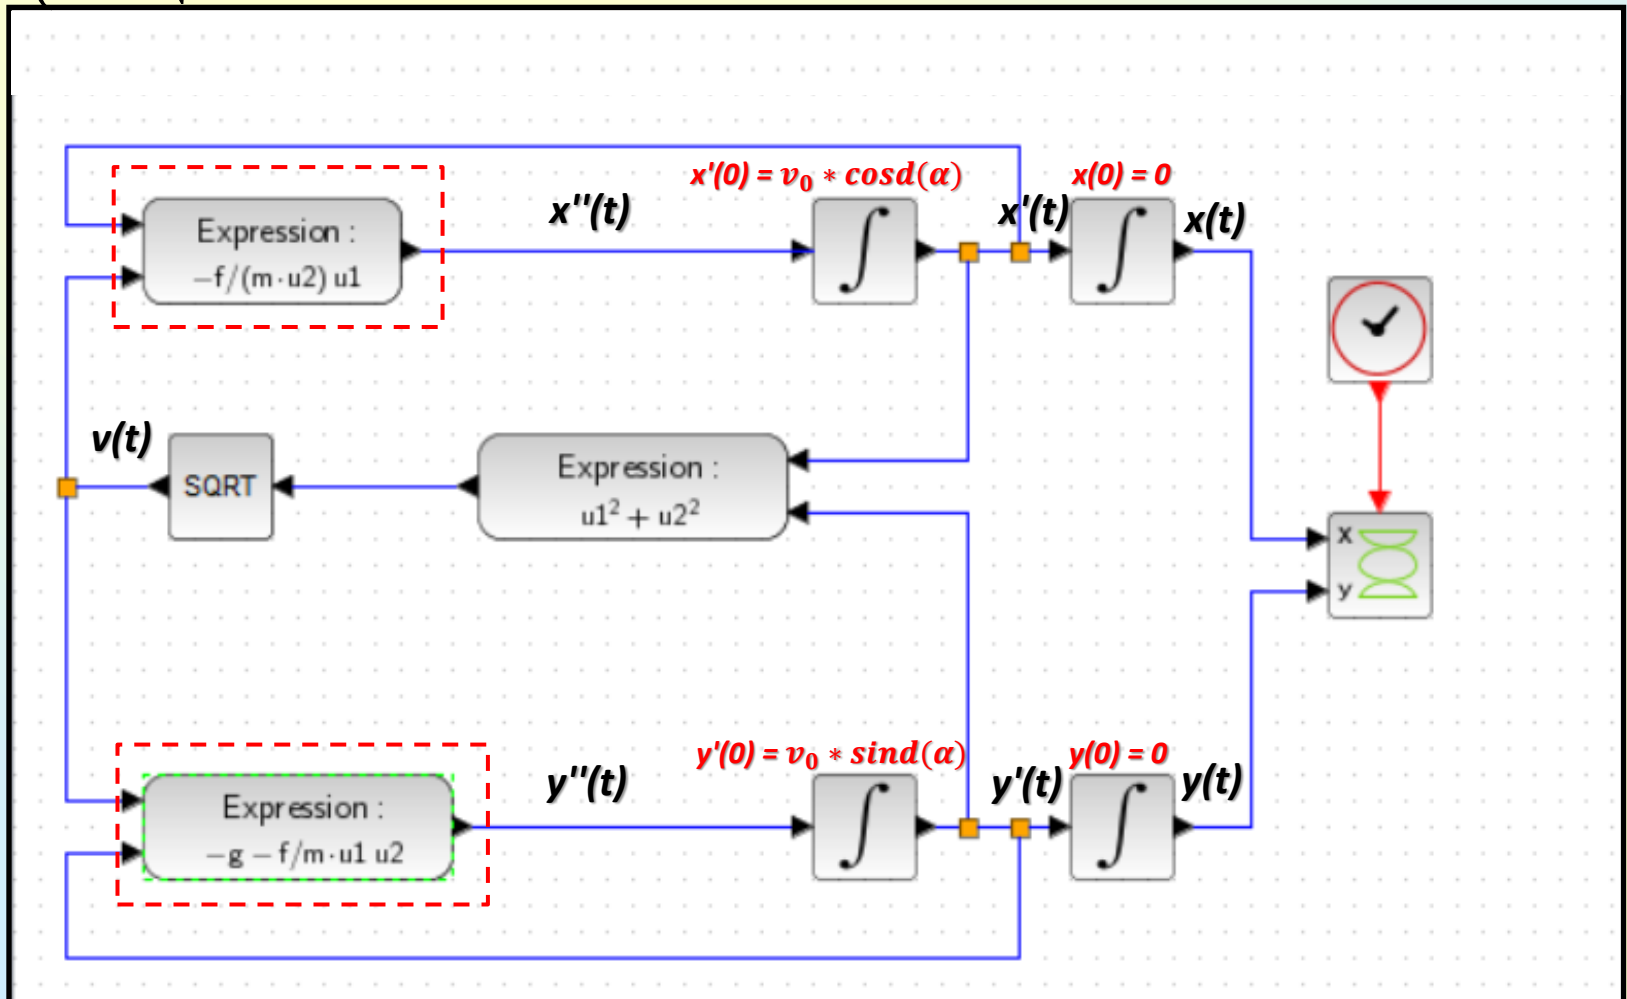 x'(0) = v₀ * cosd(α)
x(0) = 0
x''(t)
x'(t)
x(t)
Expression :
−f/(m·u2) u1
v(t)
SQRT
Expression :
u1² + u2²
x
y
y'(0) = v₀ * sind(α)
y(0) = 0
y''(t)
y'(t)
y(t)
Expression :
−g − f/m·u1 u2